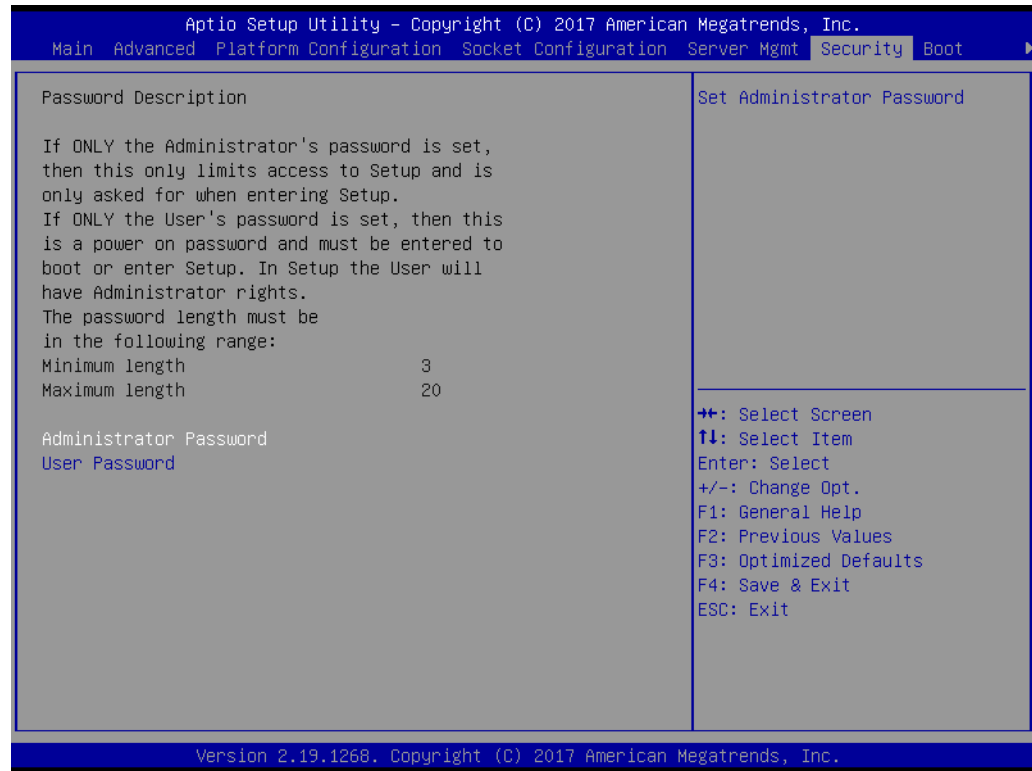 Aptio Setup Utility – Copyright (C) 2017 American Megatrends, Inc.
Main Advanced Platform Configuration Socket Configuration Server Mgmt Security Boot
Password Description
If ONLY the Administrator's password is set,
then this only limits access to Setup and is
only asked for when entering Setup.
If ONLY the User's password is set, then this
is a power on password and must be entered to
boot or enter Setup. In Setup the User will
have Administrator rights.
The password length must be
in the following range:
Minimum length 3
Maximum length 20
Administrator Password
User Password
Set Administrator Password
→←: Select Screen
↑↓: Select Item
Enter: Select
+/-: Change Opt.
F1: General Help
F2: Previous Values
F3: Optimized Defaults
F4: Save & Exit
ESC: Exit
Version 2.19.1268. Copyright (C) 2017 American Megatrends, Inc.